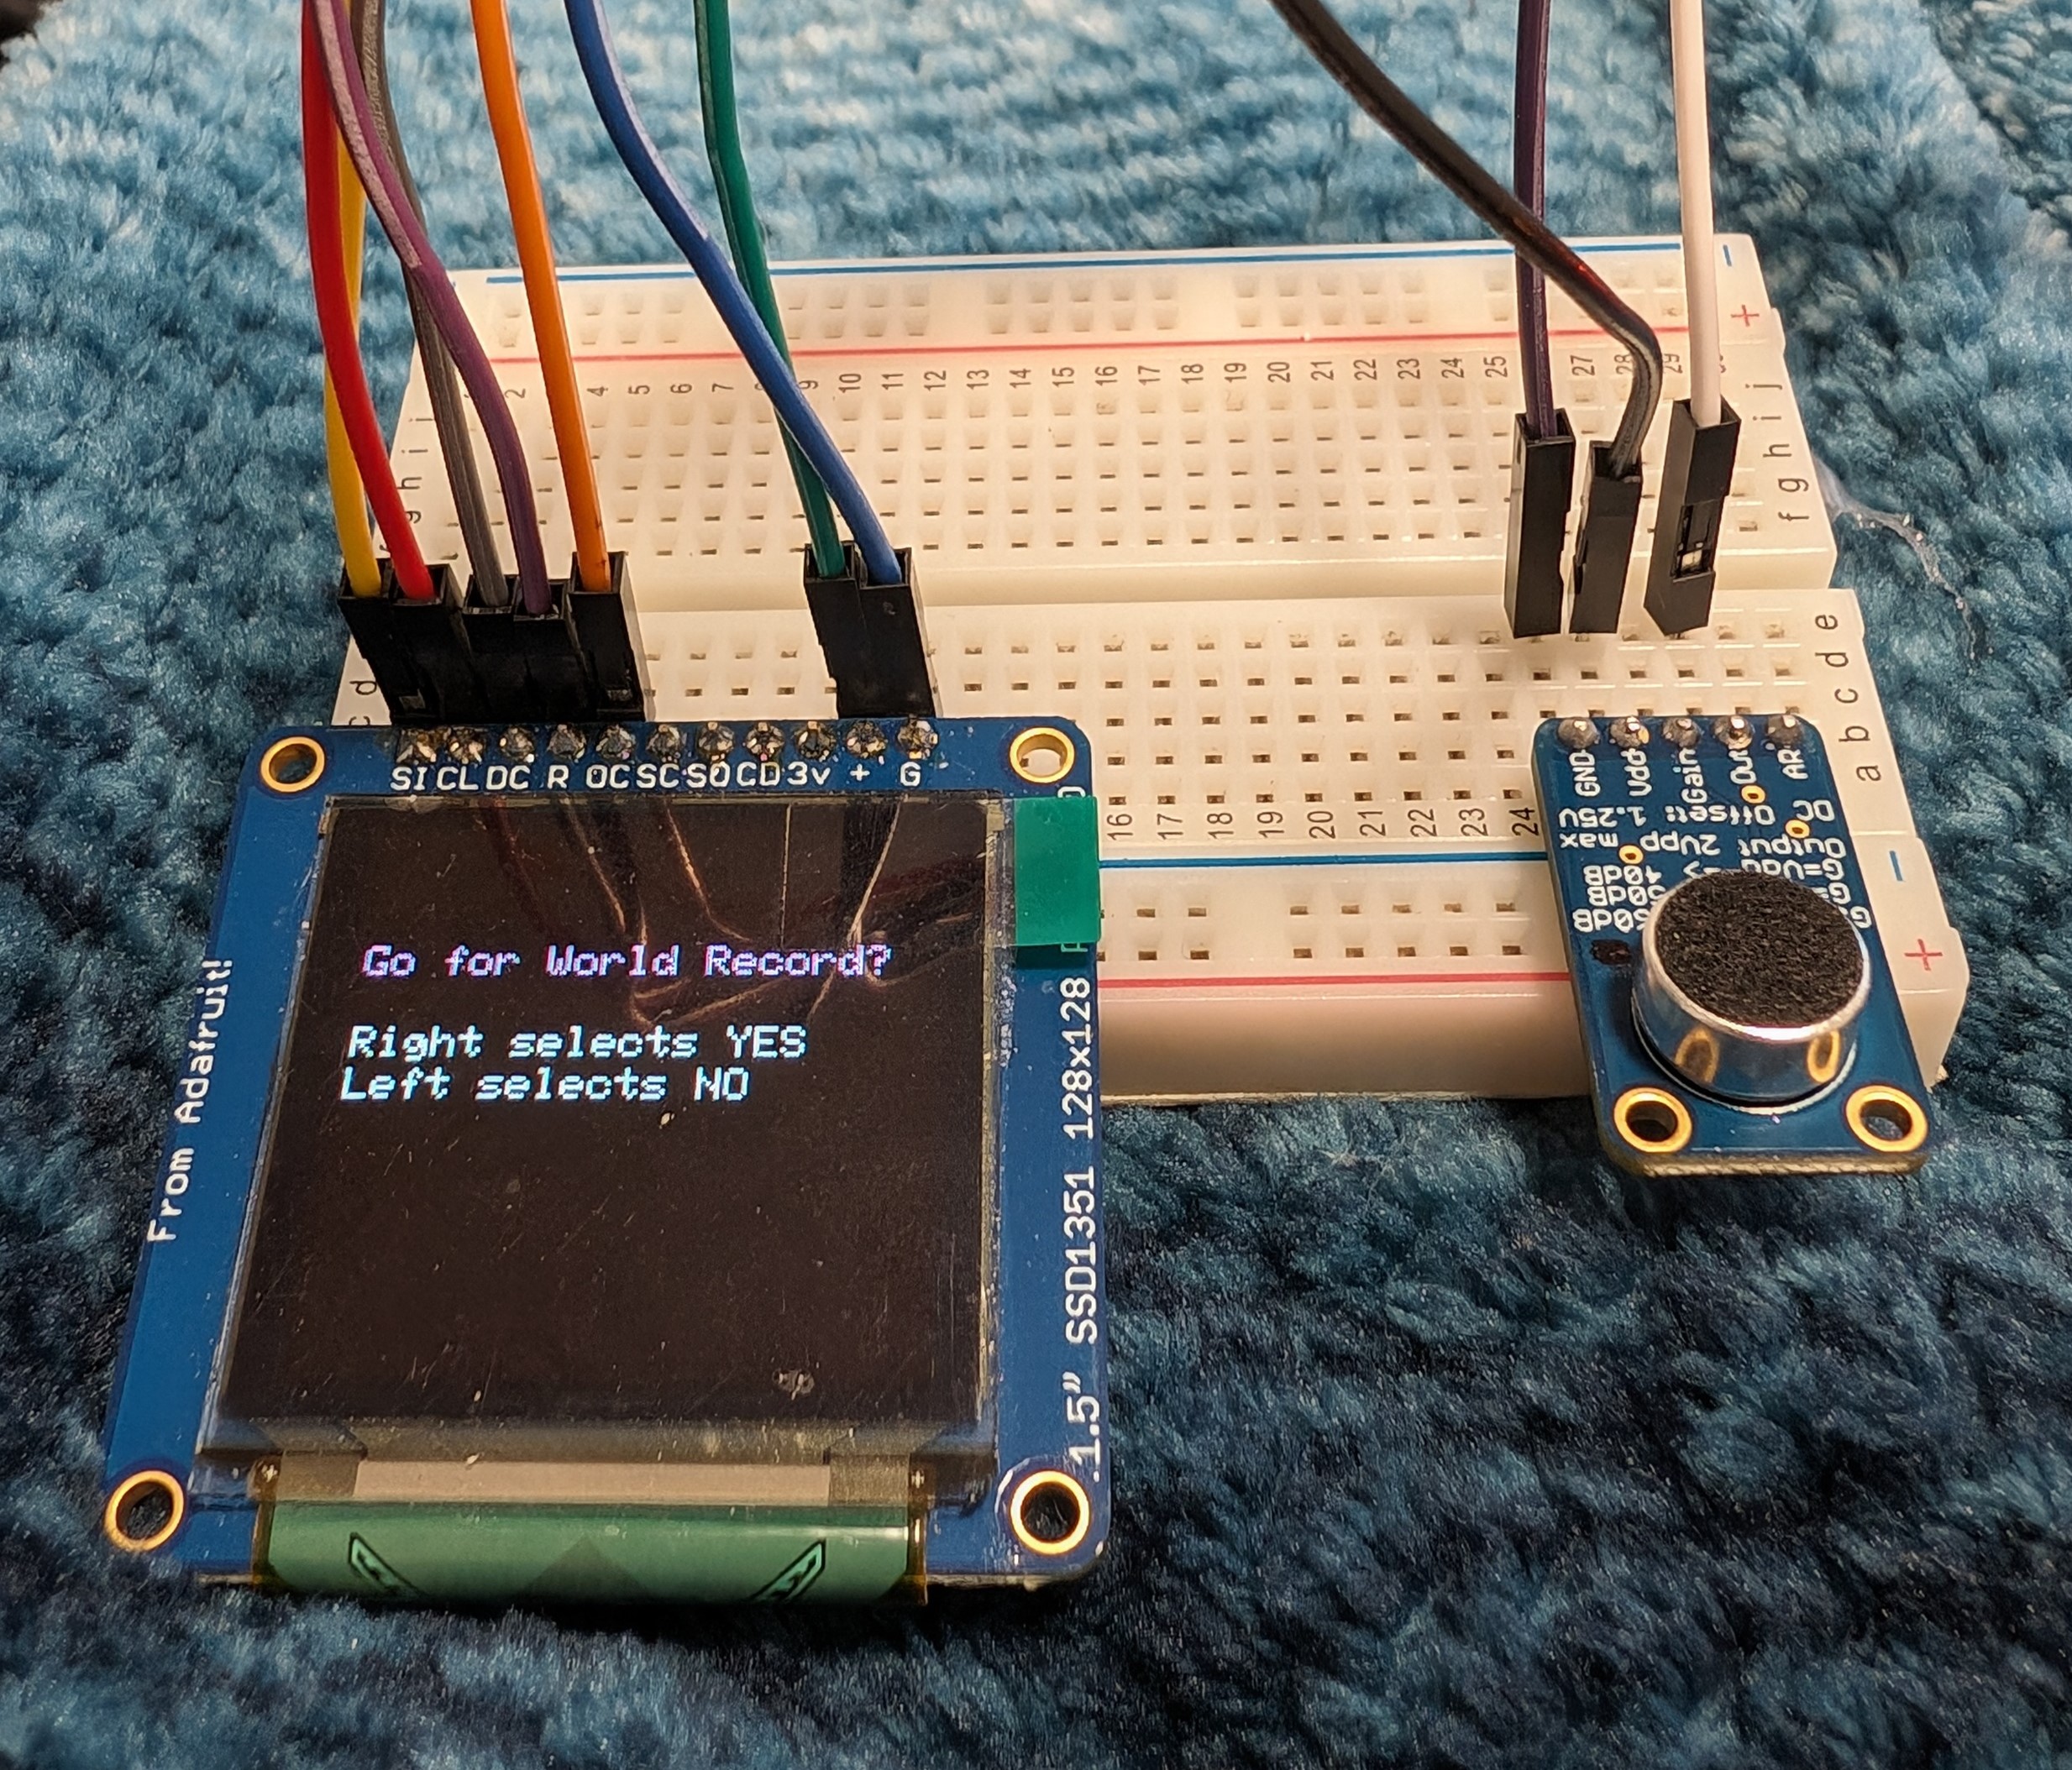 2 4 5 6 7 9 10 11 12 13 14 15 16 17 18 19 20 21 22 23 24 25 27 28 29
j
i
h
g
j
i
h
g
f
e
d
c
b
a
d
c
SI CL DC R OC SC SO CD 3v + G
Go for World Record?
Right selects YES
Left selects NO
From Adafruit!
1.5" SSD1351 128x128
16 17 18 19 20 21 22 23 24
GND Vdd Gain Out AR
DC Offset: 1.25V
Output 2Vpp max
40dB
50dB
60dB